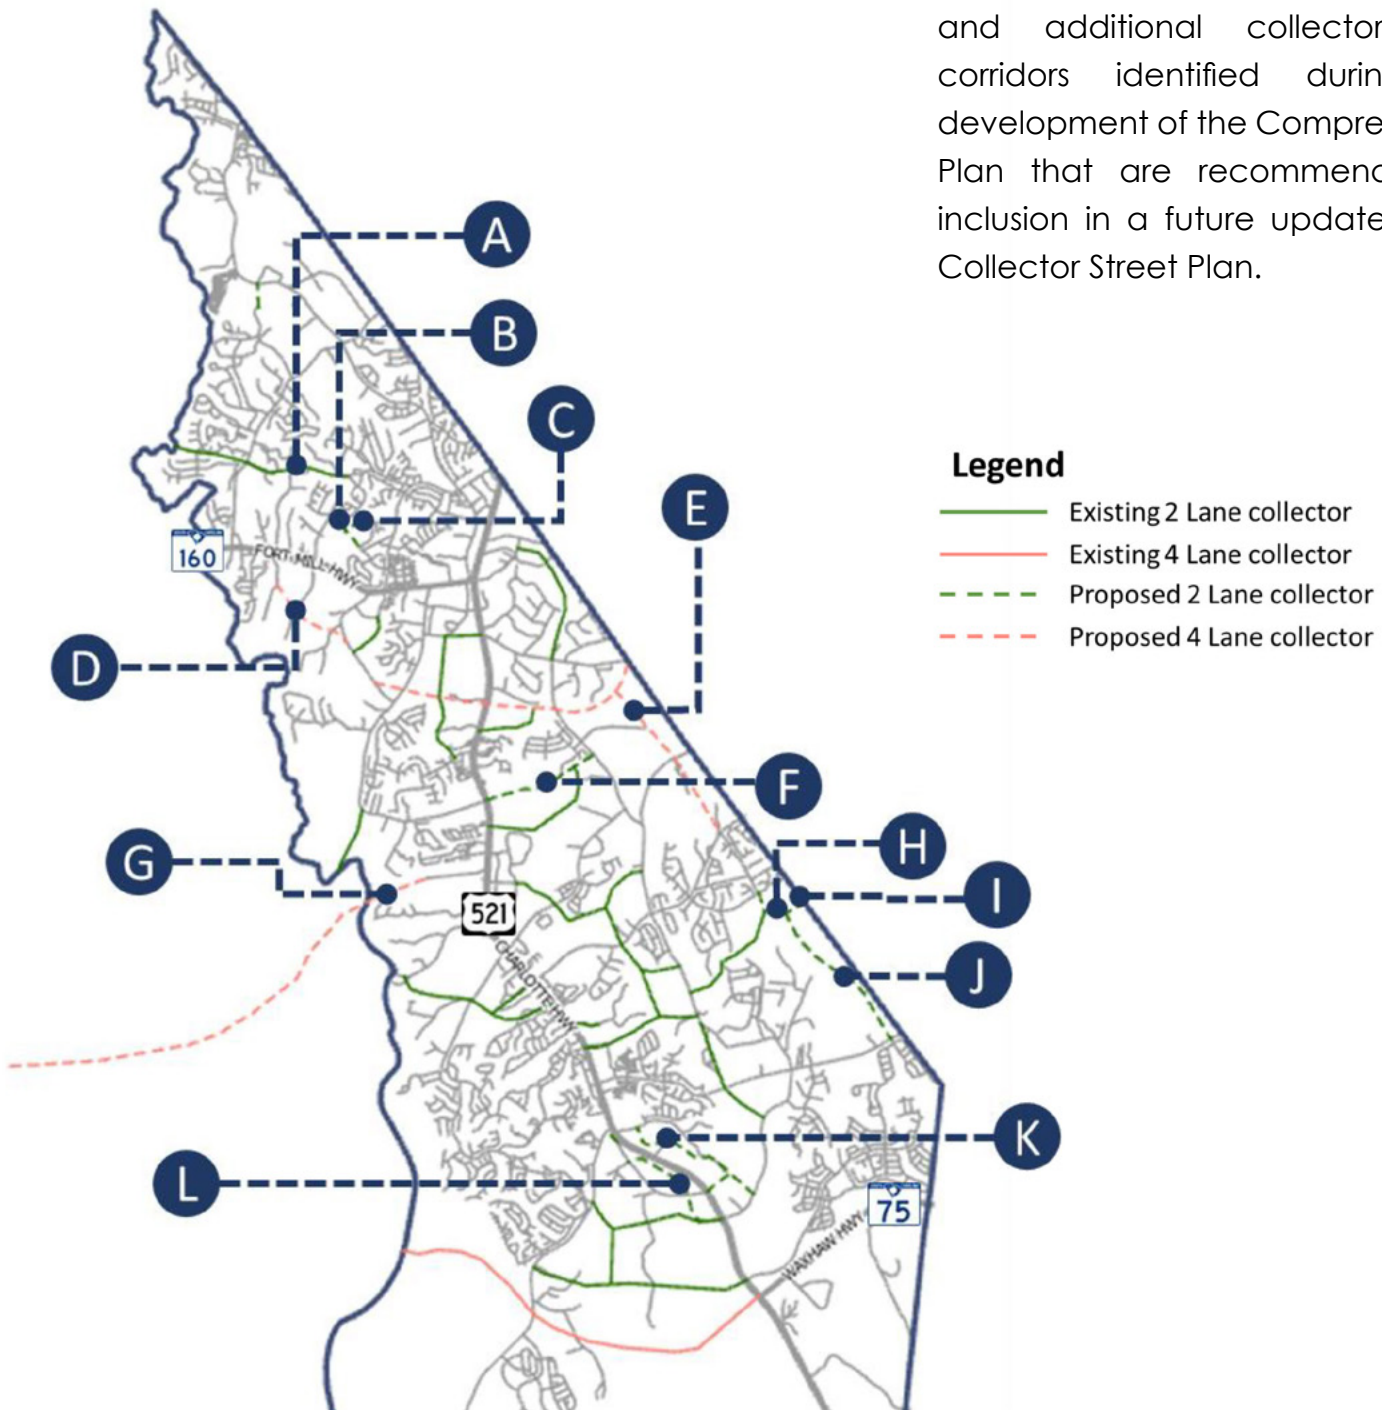 and additional collector
corridors identified durin
development of the Compre
Plan that are recommend
inclusion in a future update
Collector Street Plan.
A
B
C
E
Legend
Existing 2 Lane collector
Existing 4 Lane collector
Proposed 2 Lane collector
Proposed 4 Lane collector
160
FORT MILL HWY
D
F
H
G
I
521
CHARLOTTE HWY
J
K
L
75
WAXHAW HWY